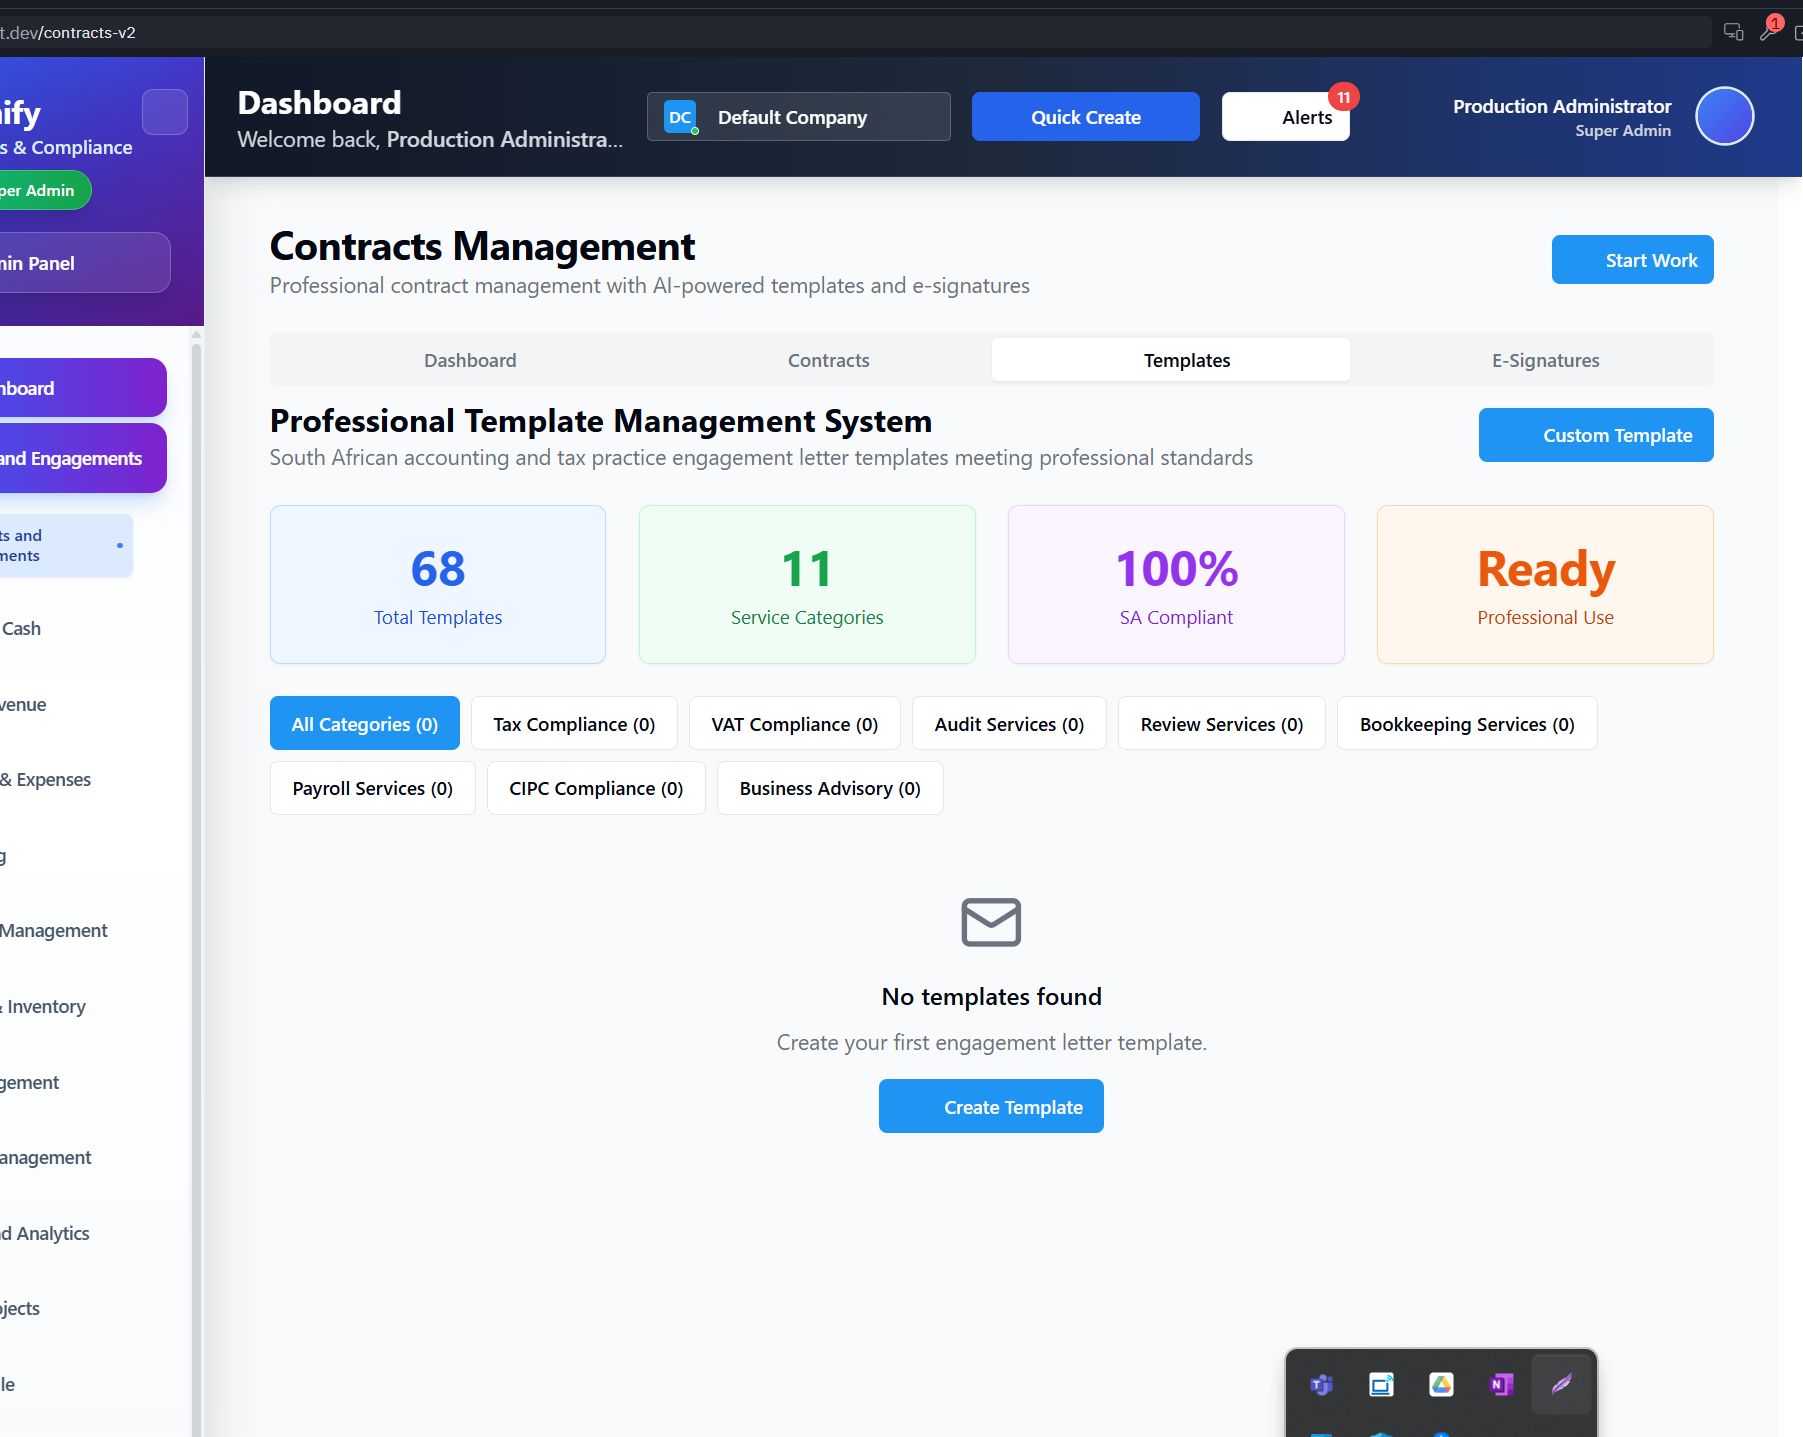 t.dev/contracts-v2
1
ify
s & Compliance
per Admin
min Panel
Dashboard
Welcome back, Production Administra...
DC
Default Company
Quick Create
Alerts
11
Production Administrator
Super Admin
hboard
and Engagements
ts and
ments
Cash
venue
& Expenses
g
Management
& Inventory
gement
anagement
d Analytics
ojects
le
Contracts Management
Professional contract management with AI-powered templates and e-signatures
Start Work
Dashboard
Contracts
Templates
E-Signatures
Professional Template Management System
South African accounting and tax practice engagement letter templates meeting professional standards
Custom Template
68
Total Templates
11
Service Categories
100%
SA Compliant
Ready
Professional Use
All Categories (0)
Tax Compliance (0)
VAT Compliance (0)
Audit Services (0)
Review Services (0)
Bookkeeping Services (0)
Payroll Services (0)
CIPC Compliance (0)
Business Advisory (0)
No templates found
Create your first engagement letter template.
Create Template
T
N